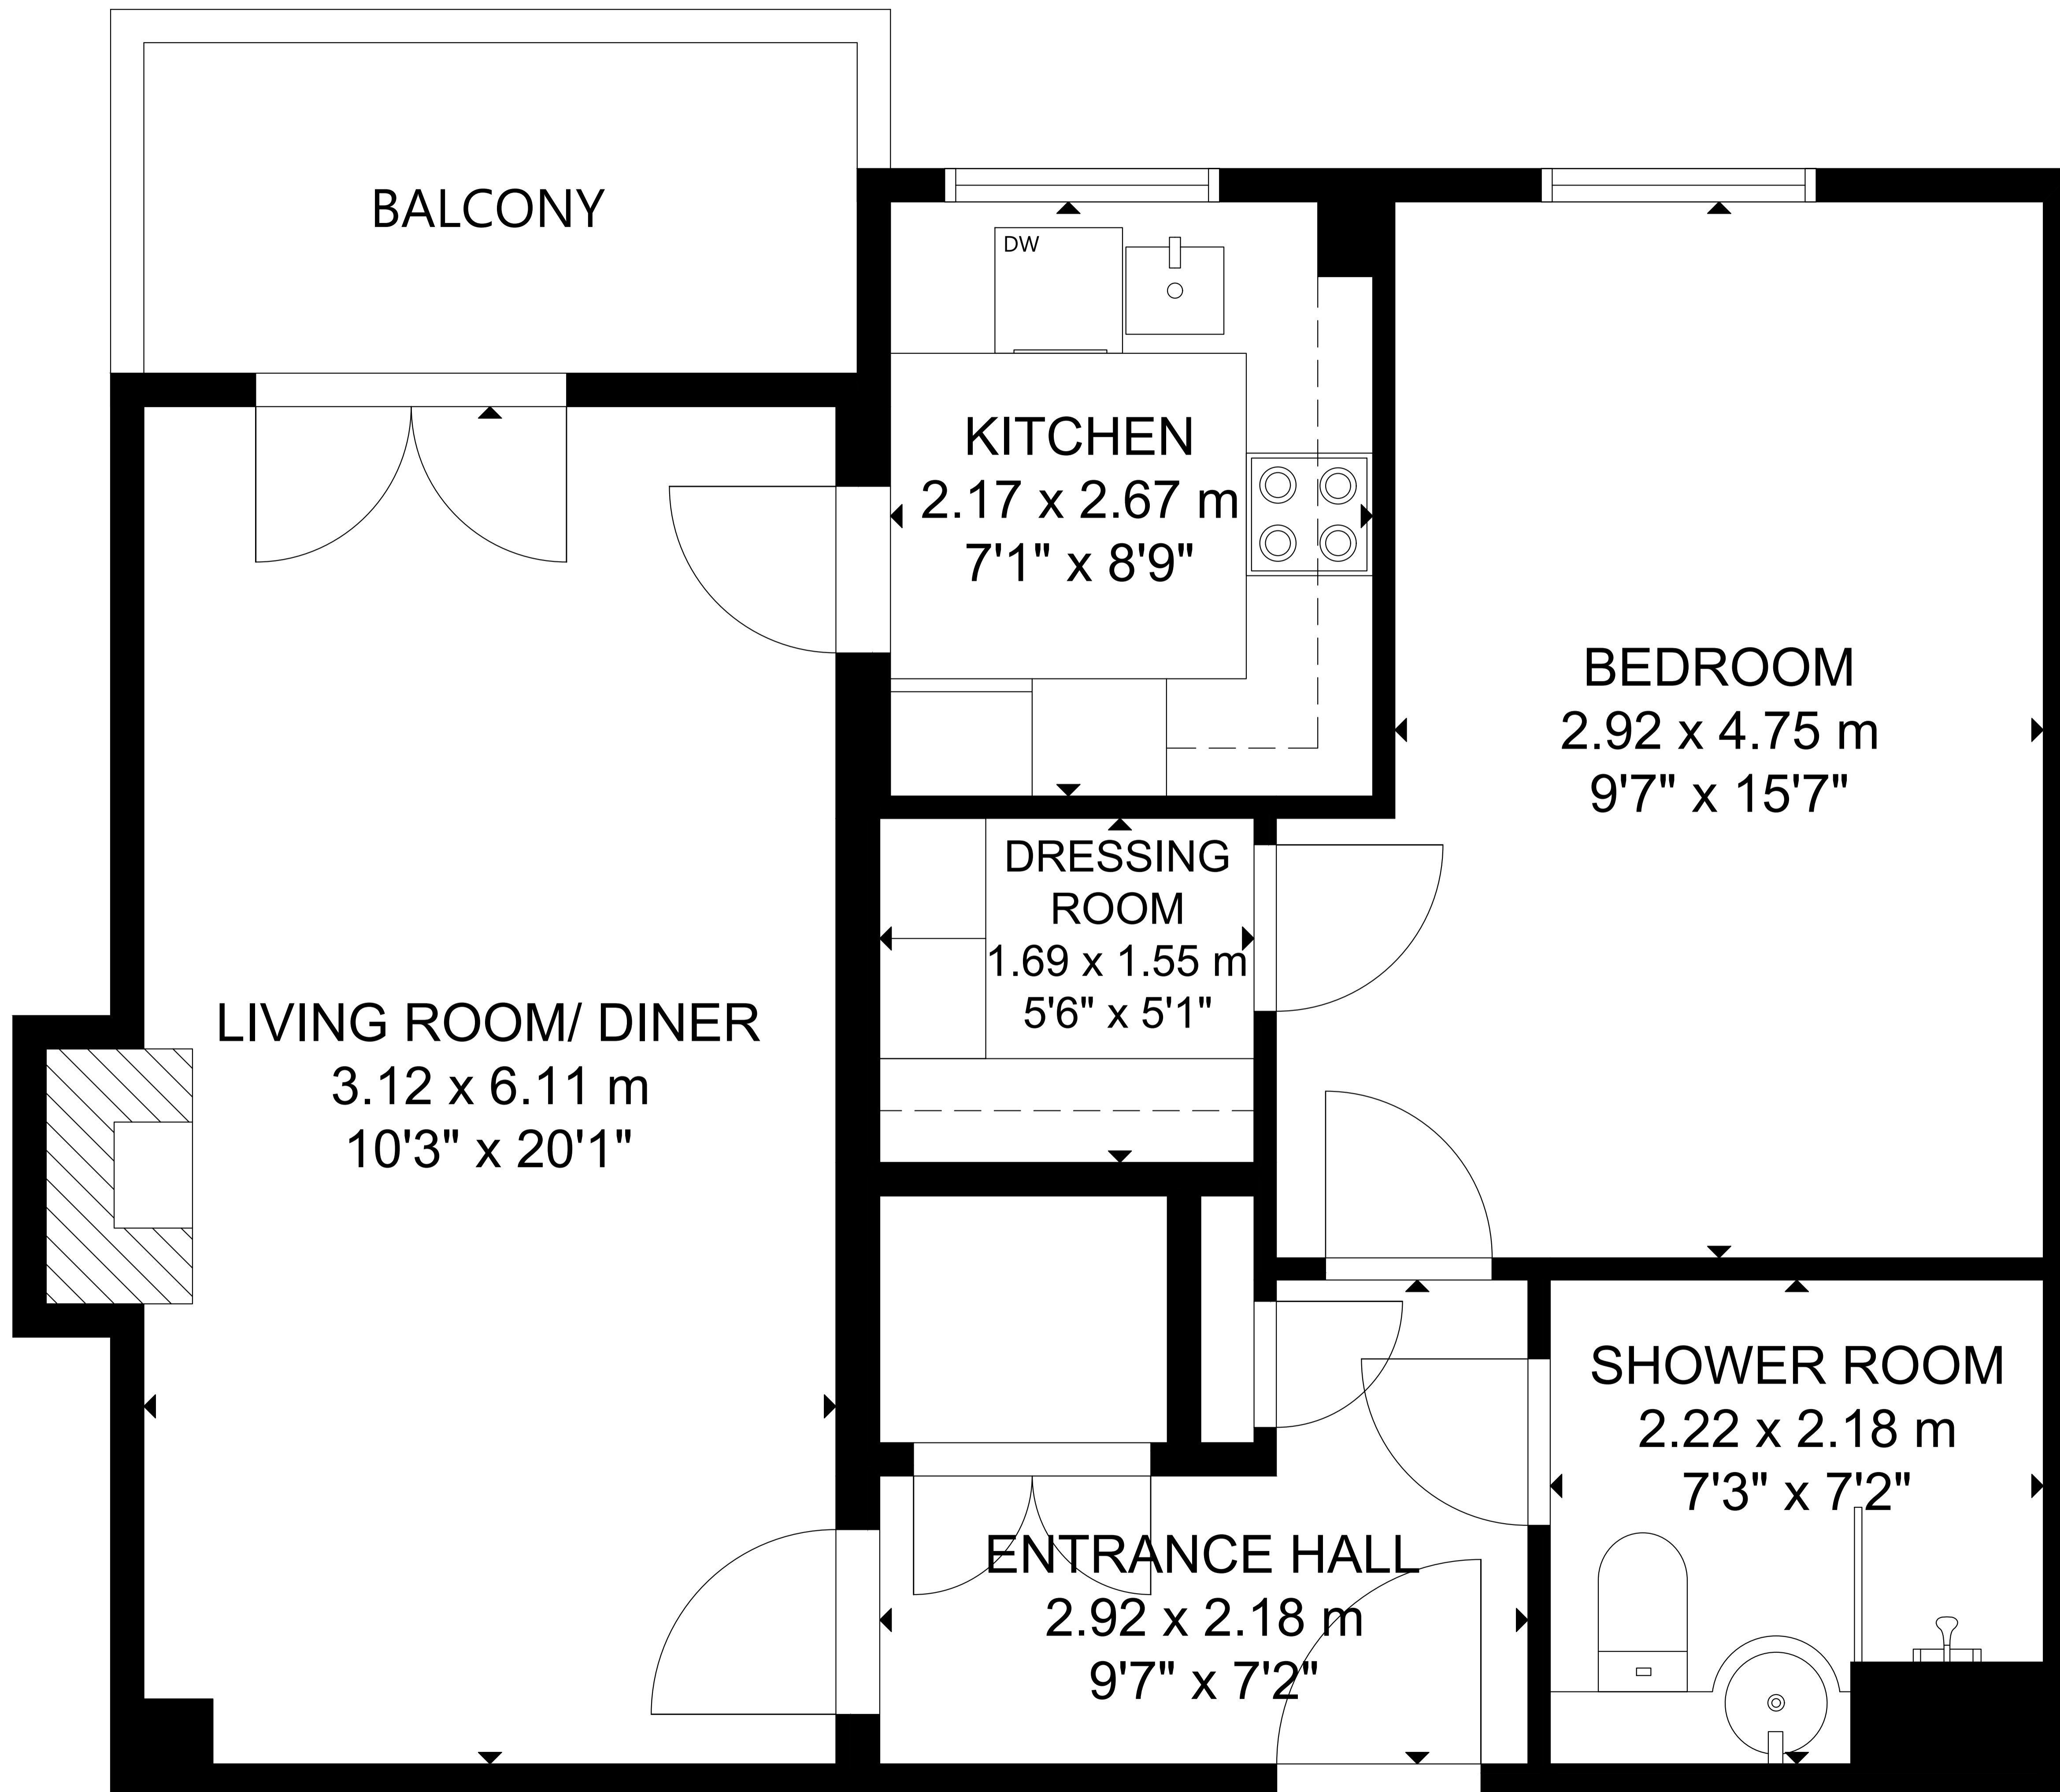 BALCONY
DW
KITCHEN
2.17 x 2.67 m
7'1" x 8'9"
BEDROOM
2.92 x 4.75 m
9'7" x 15'7"
DRESSING
ROOM
1.69 x 1.55 m
5'6" x 5'1"
LIVING ROOM/ DINER
3.12 x 6.11 m
10'3" x 20'1"
SHOWER ROOM
2.22 x 2.18 m
7'3" x 7'2"
ENTRANCE HALL
2.92 x 2.18 m
9'7" x 7'2"